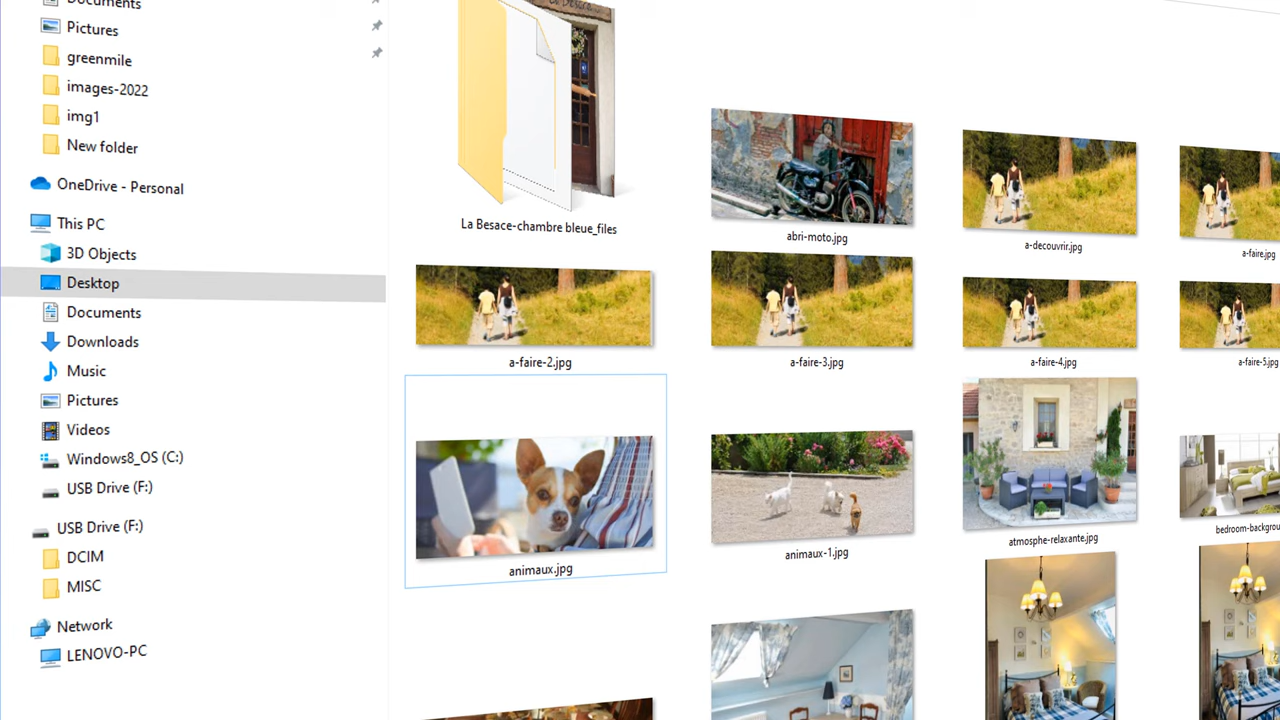 Documents
Pictures
greenmile
images-2022
img1
New folder
OneDrive - Personal
This PC
3D Objects
Desktop
Documents
Downloads
Music
Pictures
Videos
Windows8_OS (C:)
USB Drive (F:)
USB Drive (F:)
DCIM
MISC
Network
LENOVO-PC
La Besace-chambre bleue_files
abri-moto.jpg
a-decouvrir.jpg
a-faire.jpg
a-faire-2.jpg
a-faire-3.jpg
a-faire-4.jpg
a-faire-5.jpg
animaux.jpg
animaux-1.jpg
atmosphe-relaxante.jpg
bedroom-backgrou